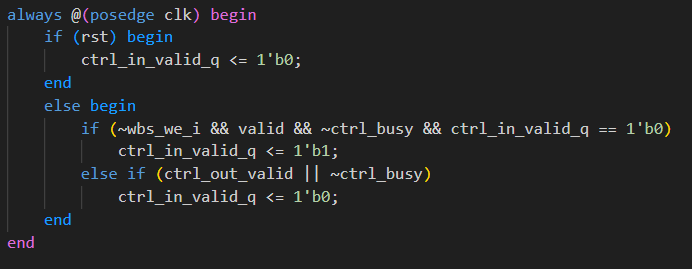 always @(posedge clk) begin
    if (rst) begin
        ctrl_in_valid_q <= 1'b0;
    end
    else begin
        if (~wbs_we_i && valid && ~ctrl_busy && ctrl_in_valid_q == 1'b0)
            ctrl_in_valid_q <= 1'b1;
        else if (ctrl_out_valid || ~ctrl_busy)
            ctrl_in_valid_q <= 1'b0;
    end
end